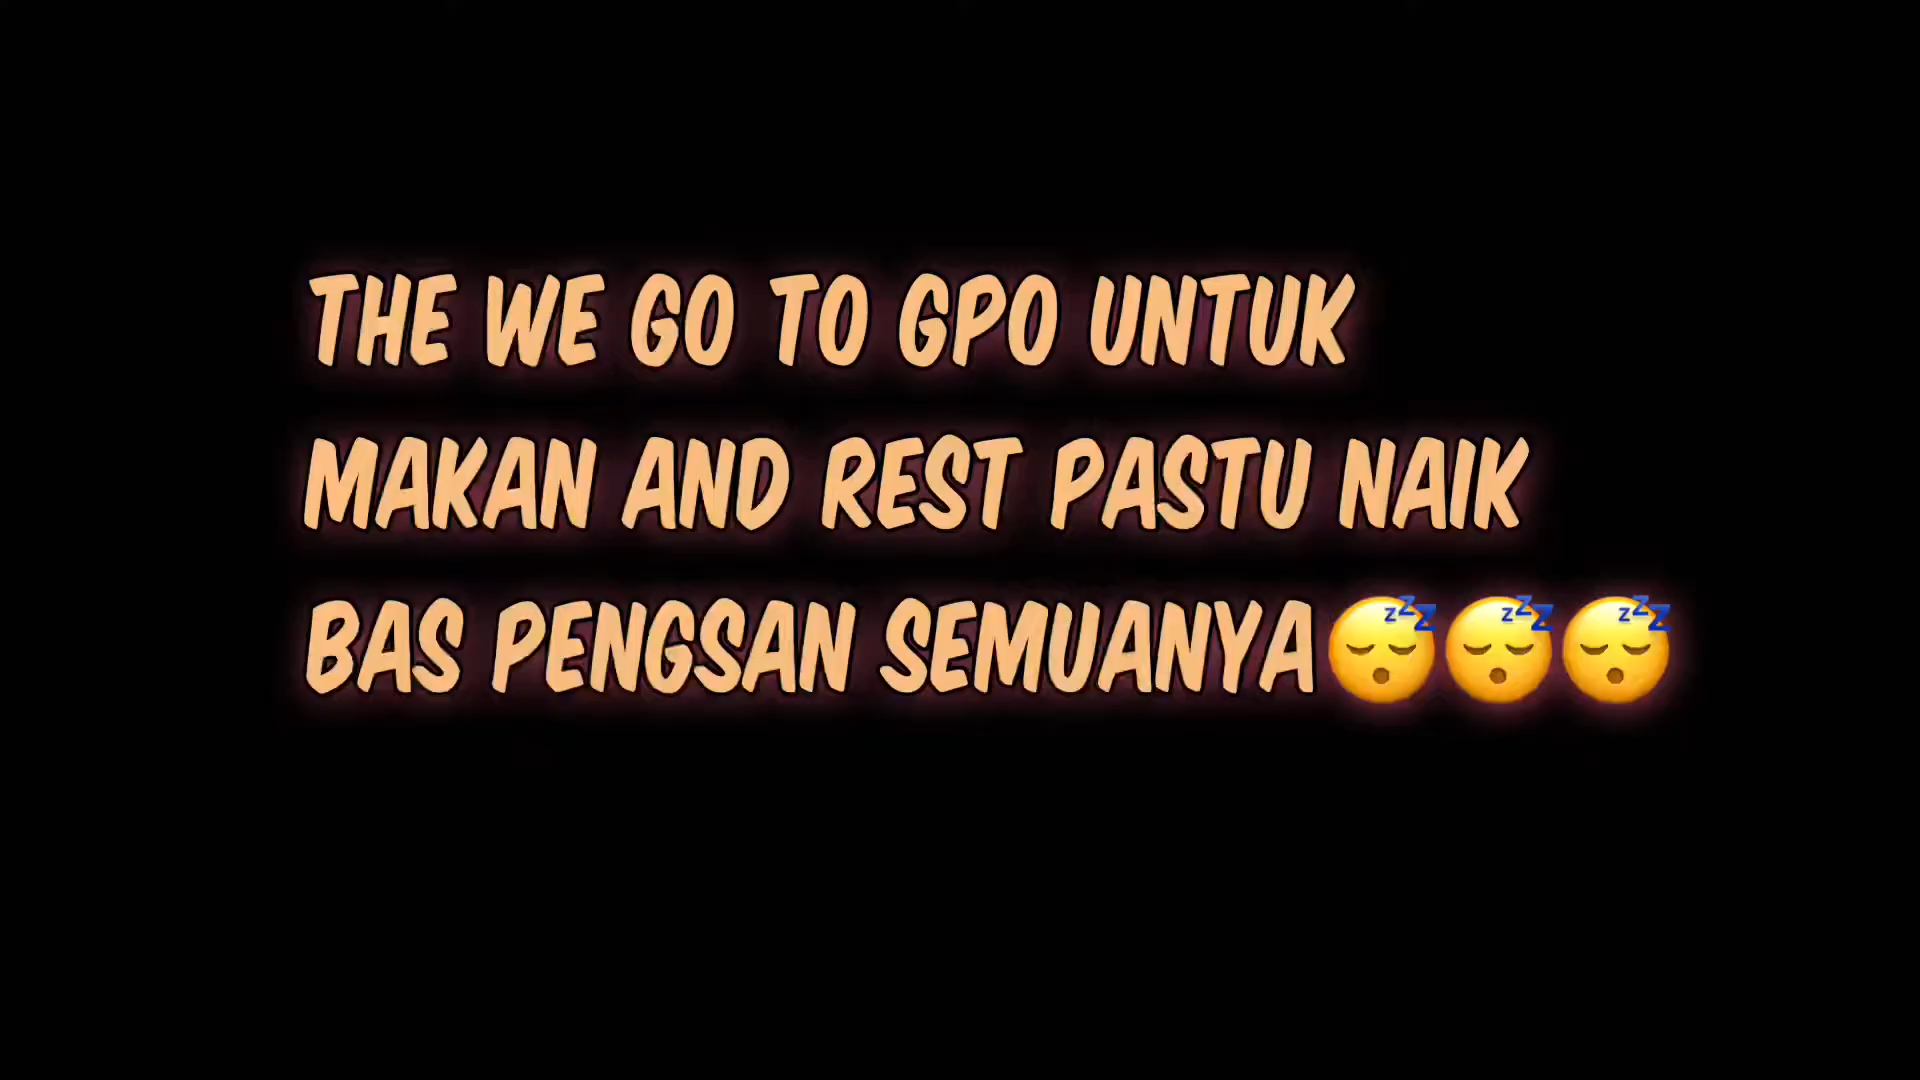 THE WE GO TO GPO UNTUK
MAKAN AND REST PASTU NAIK
BAS PENGSAN SEMUANYA😴😴😴